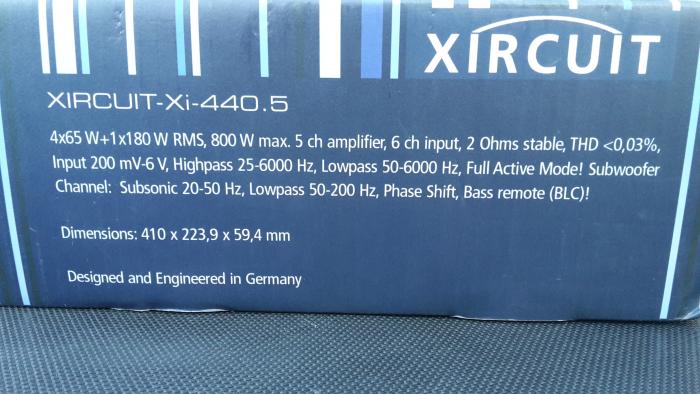 XIRCUIT
XIRCUIT-Xi-440.5
4x65 W+1x180 W RMS, 800 W max. 5 ch amplifier, 6 ch input, 2 Ohms stable, THD <0,03%,
Input 200 mV-6 V, Highpass 25-6000 Hz, Lowpass 50-6000 Hz, Full Active Mode! Subwoofer
Channel: Subsonic 20-50 Hz, Lowpass 50-200 Hz, Phase Shift, Bass remote (BLC)!
Dimensions: 410 x 223,9 x 59,4 mm
Designed and Engineered in Germany